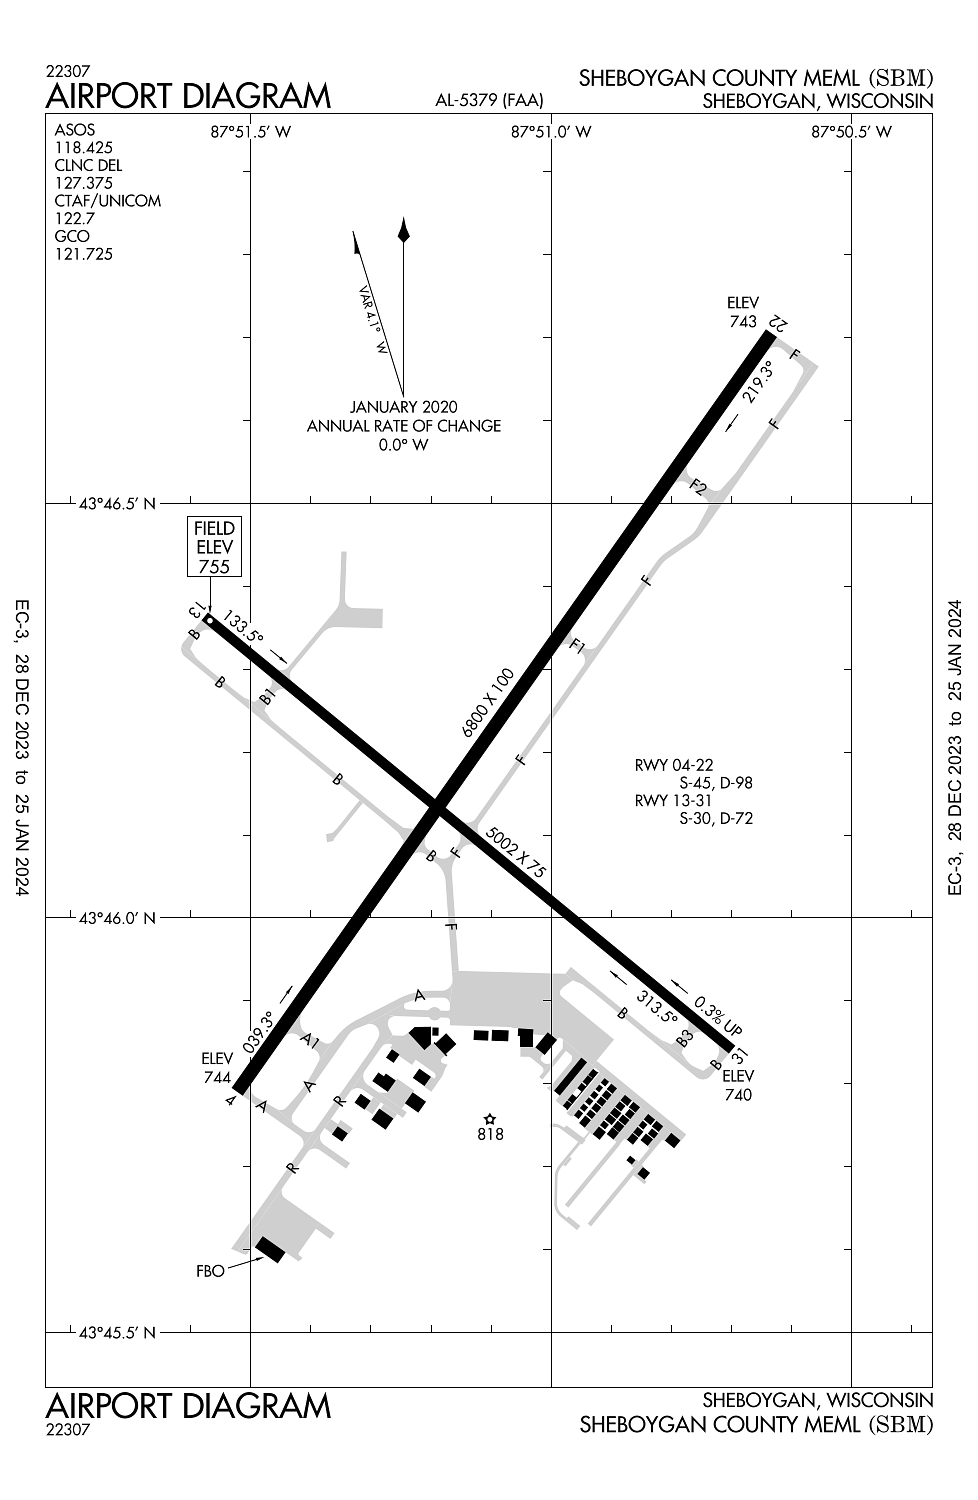 22307
AIRPORT DIAGRAM
AL-5379 (FAA)
SHEBOYGAN COUNTY MEML (SBM)
SHEBOYGAN, WISCONSIN
ASOS
118.425
CLNC DEL
127.375
CTAF/UNICOM
122.7
GCO
121.725
87°51.5' W
87°51.0' W
87°50.5' W
VAR 4.1° W
JANUARY 2020
ANNUAL RATE OF CHANGE
0.0° W
ELEV
743
22
F
219.3°
F
F2
43°46.5' N
FIELD
ELEV
755
13
133.5°
B
B
B1
F
F1
6800 X 100
F
B
RWY 04-22
S-45, D-98
RWY 13-31
S-30, D-72
5002 X 75
B
F
43°46.0' N
F
A
039.3°
A1
313.5°
0.3% UP
B
B3
B
31
ELEV
740
ELEV
744
4
A
A
R
R
818
FBO
43°45.5' N
EC-3, 28 DEC 2023 to 25 JAN 2024
EC-3, 28 DEC 2023 to 25 JAN 2024
AIRPORT DIAGRAM
22307
SHEBOYGAN, WISCONSIN
SHEBOYGAN COUNTY MEML (SBM)